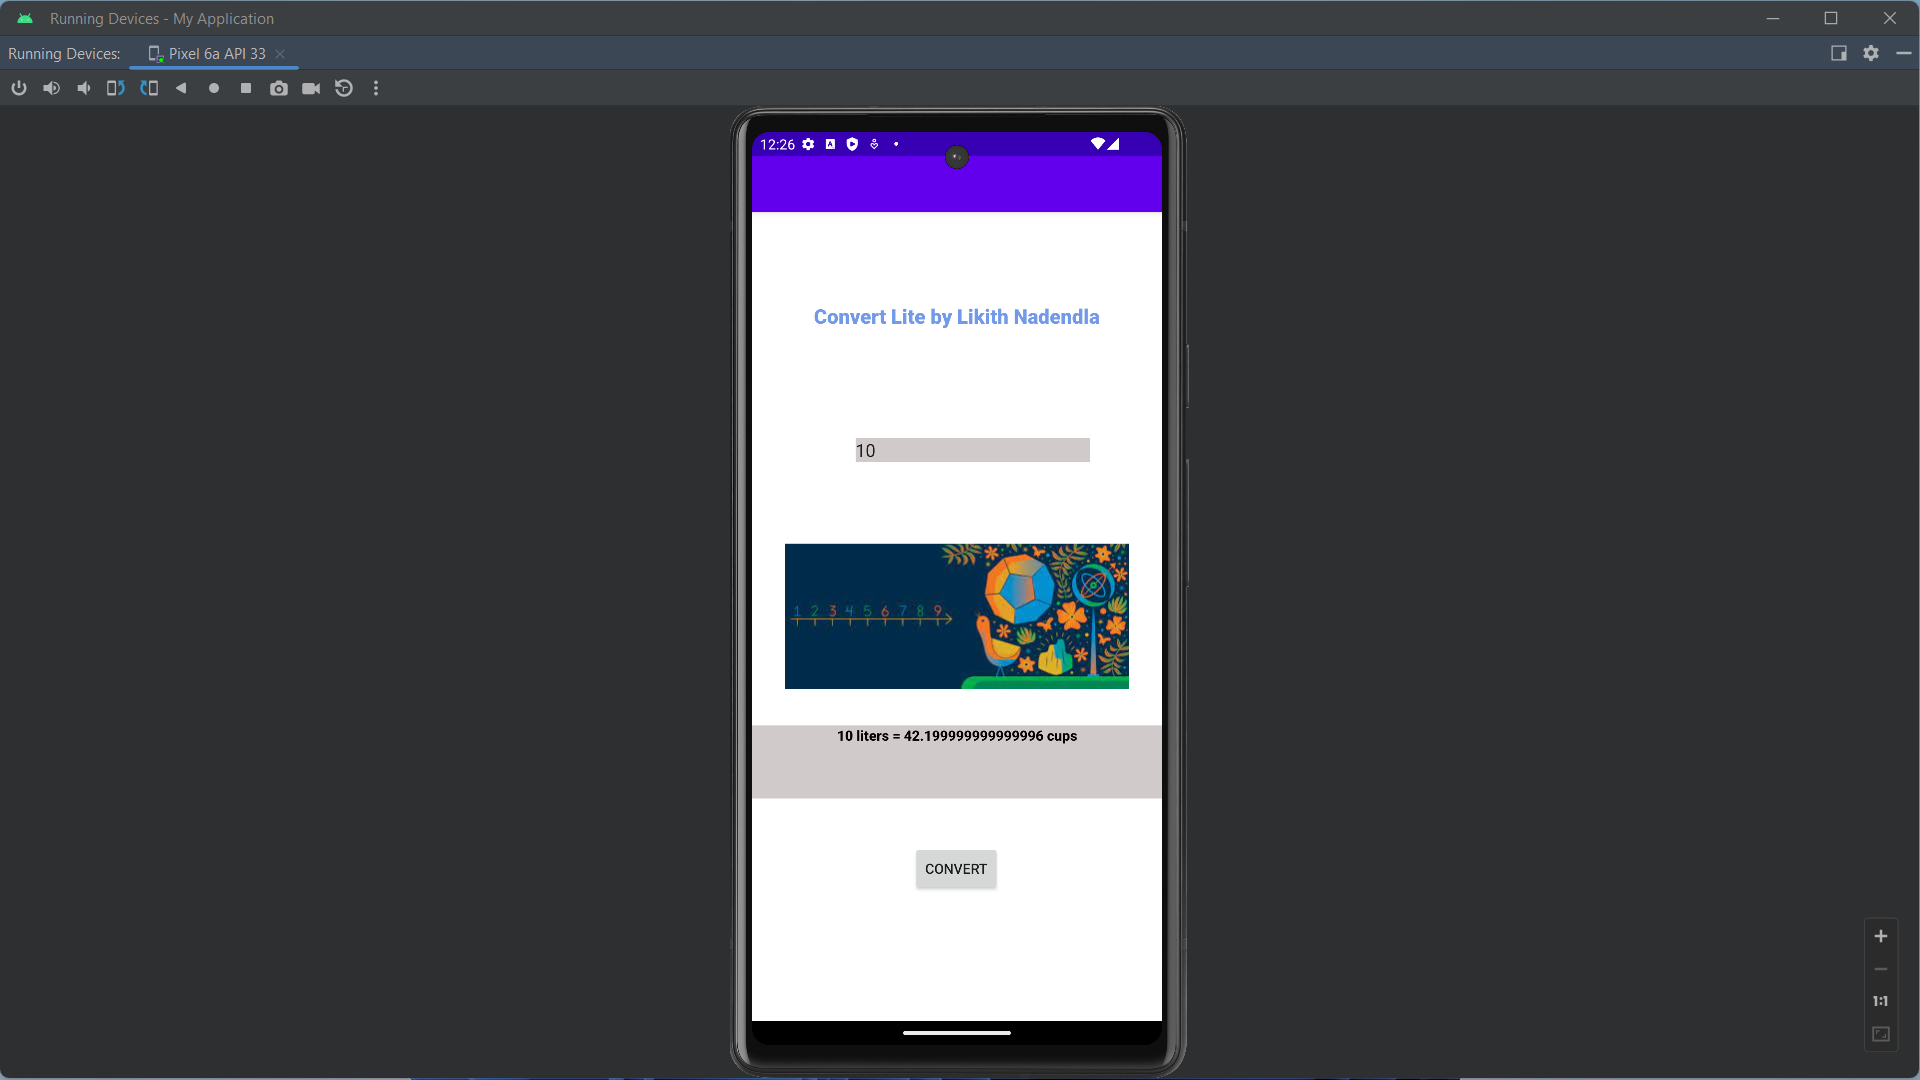 Running Devices - My Application
Running Devices: Pixel 6a API 33
12:26
Convert Lite by Likith Nadendla
10
1 2 3 4 5 6 7 8 9
10 liters = 42.199999999999996 cups
CONVERT
1:1